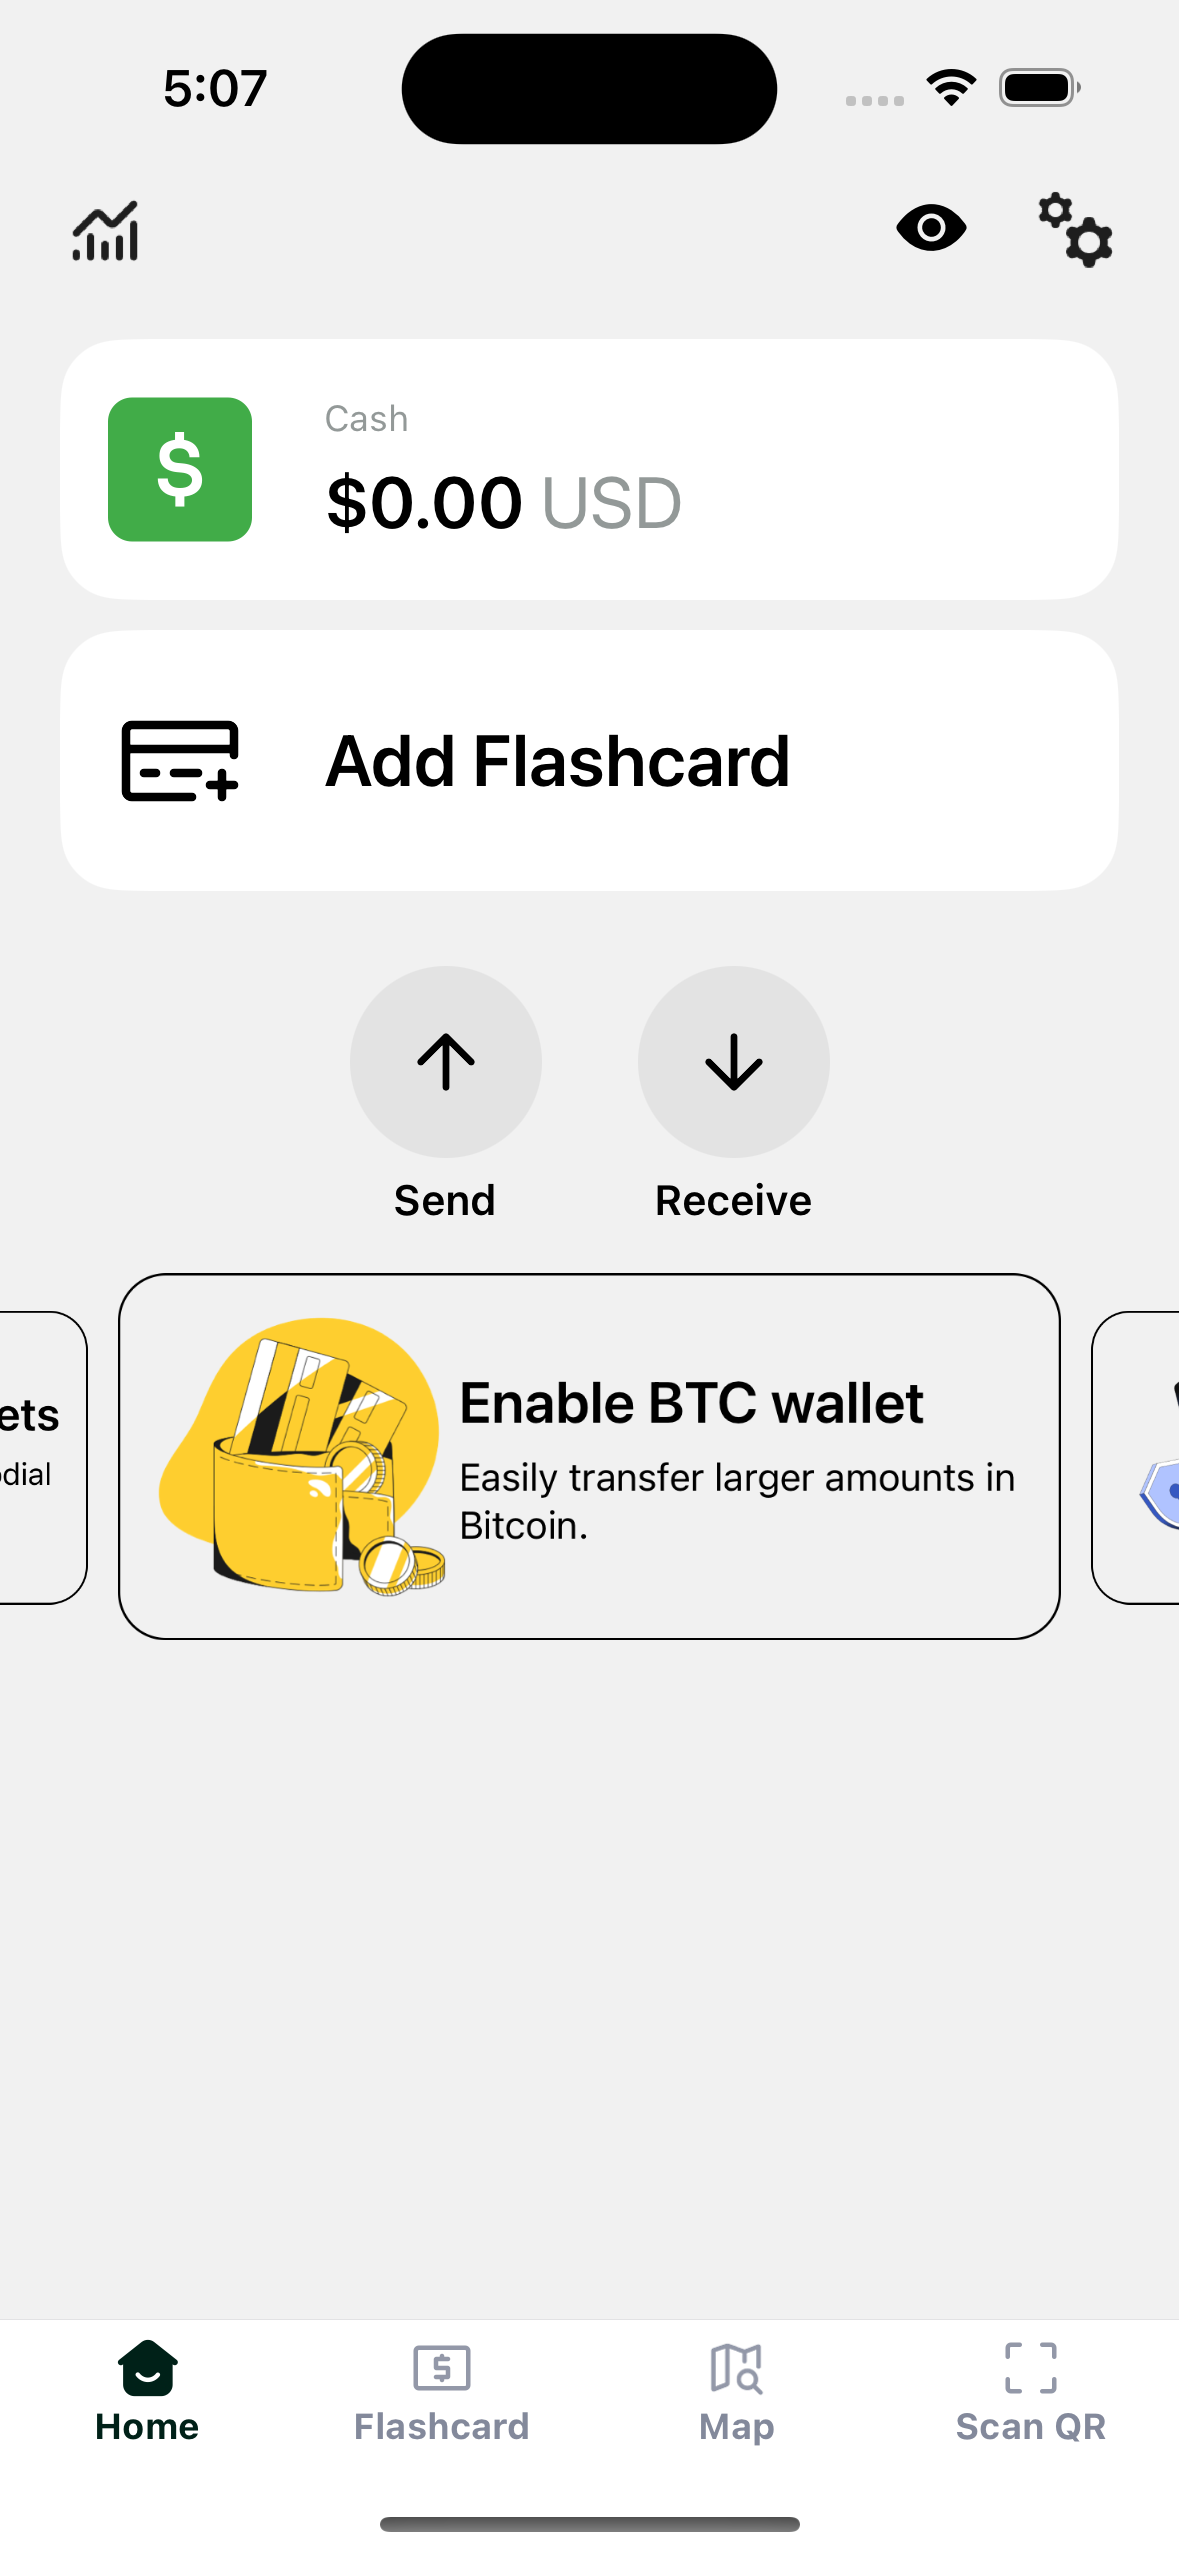 5:07
$
Cash
$0.00 USD
Add Flashcard
Send
Receive
ets
odial
Enable BTC wallet
Easily transfer larger amounts in
Bitcoin.
$
Home
Flashcard
Map
Scan QR